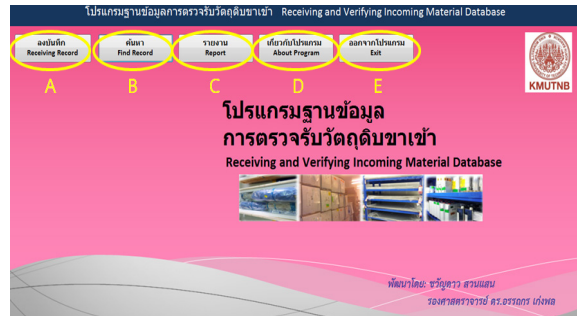 โปรแกรมฐานข้อมูลการตรวจรับวัตถุดิบขาเข้า Receiving and Verifying Incoming Material Database
ลงบันทึก
Receiving Record
ค้นหา
Find Record
รายงาน
Report
เกี่ยวกับโปรแกรม
About Program
ออกจากโปรแกรม
Exit
A
B
C
D
E
KMUTNB
โปรแกรมฐานข้อมูล
การตรวจรับวัตถุดิบขาเข้า
Receiving and Verifying Incoming Material Database
พัฒนาโดย: ขวัญดาว สวนแสน
รองศาสตราจารย์ ดร.อรรถกร เก่งพล